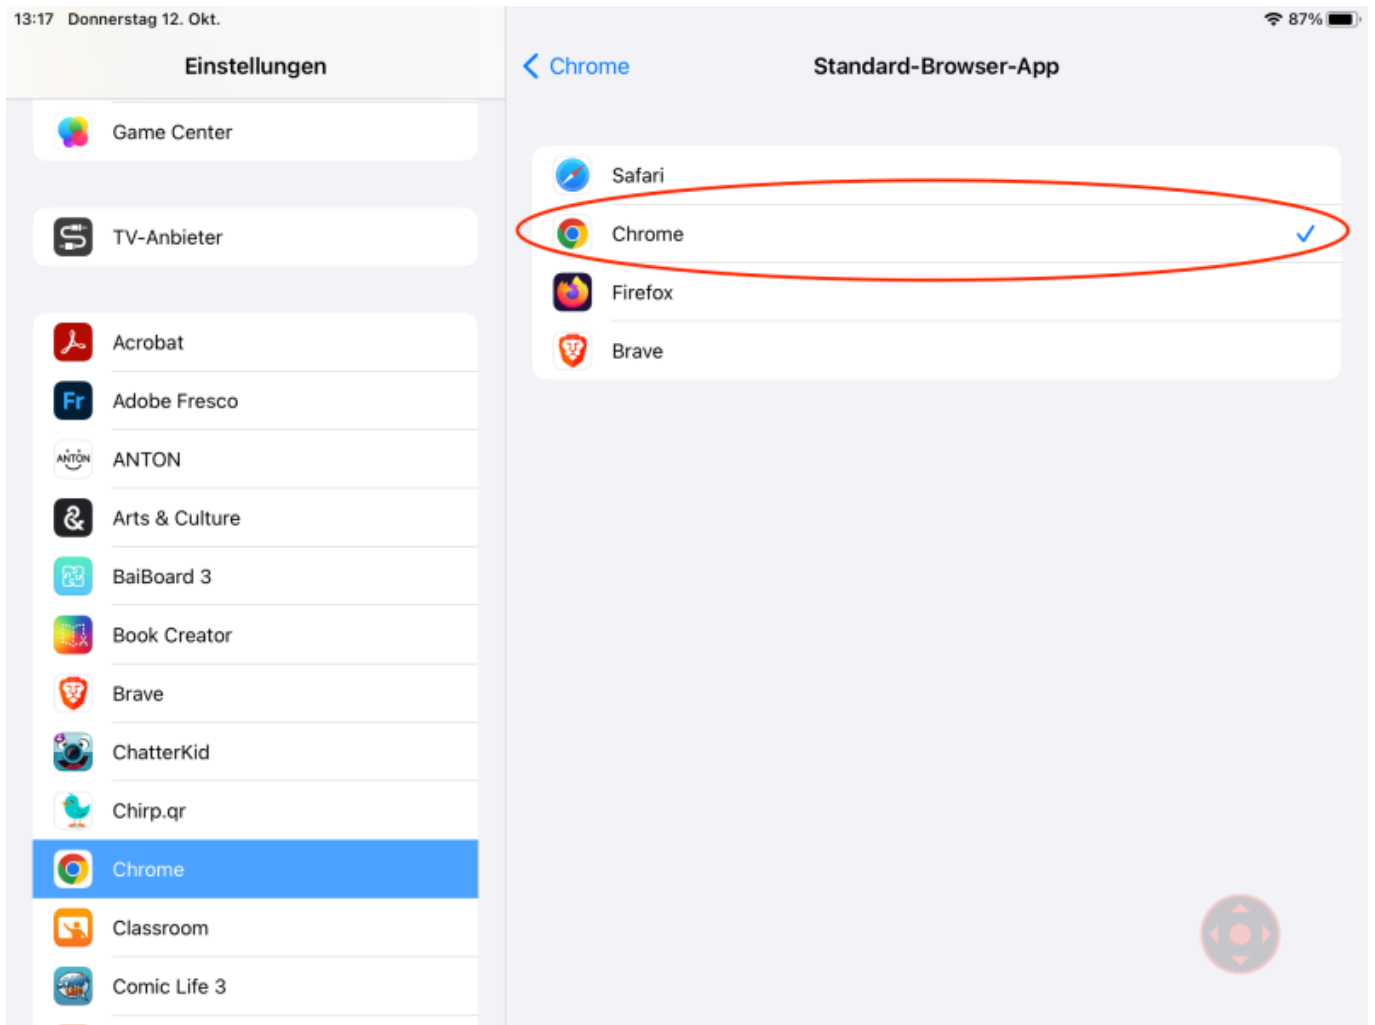 13:17 Donnerstag 12. Okt.
87%
Einstellungen
Game Center
TV-Anbieter
Acrobat
Fr
Adobe Fresco
ANTON
ANTON
&
Arts & Culture
BaiBoard 3
Book Creator
Brave
ChatterKid
Chirp.qr
Chrome
Classroom
Comic Life 3
Chrome
Standard-Browser-App
Safari
Chrome
Firefox
Brave